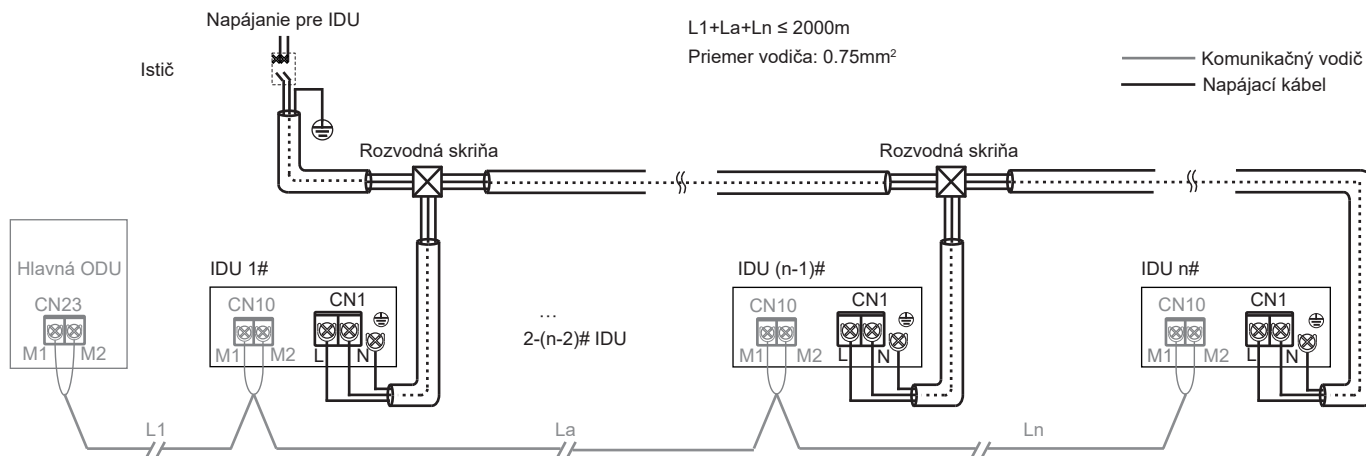 Napájanie pre IDU
L1+La+Ln ≤ 2000m
Priemer vodiča: 0.75mm²
Istič
Komunikačný vodič
Napájací kábel
Rozvodná skriňa
Rozvodná skriňa
Hlavná ODU
CN23
M1 M2
IDU 1#
CN10
CN1
M1 M2
L N
...
2-(n-2)# IDU
IDU (n-1)#
CN10
CN1
M1 M2
L N
IDU n#
CN10
CN1
M1 M2
L N
L1
La
Ln